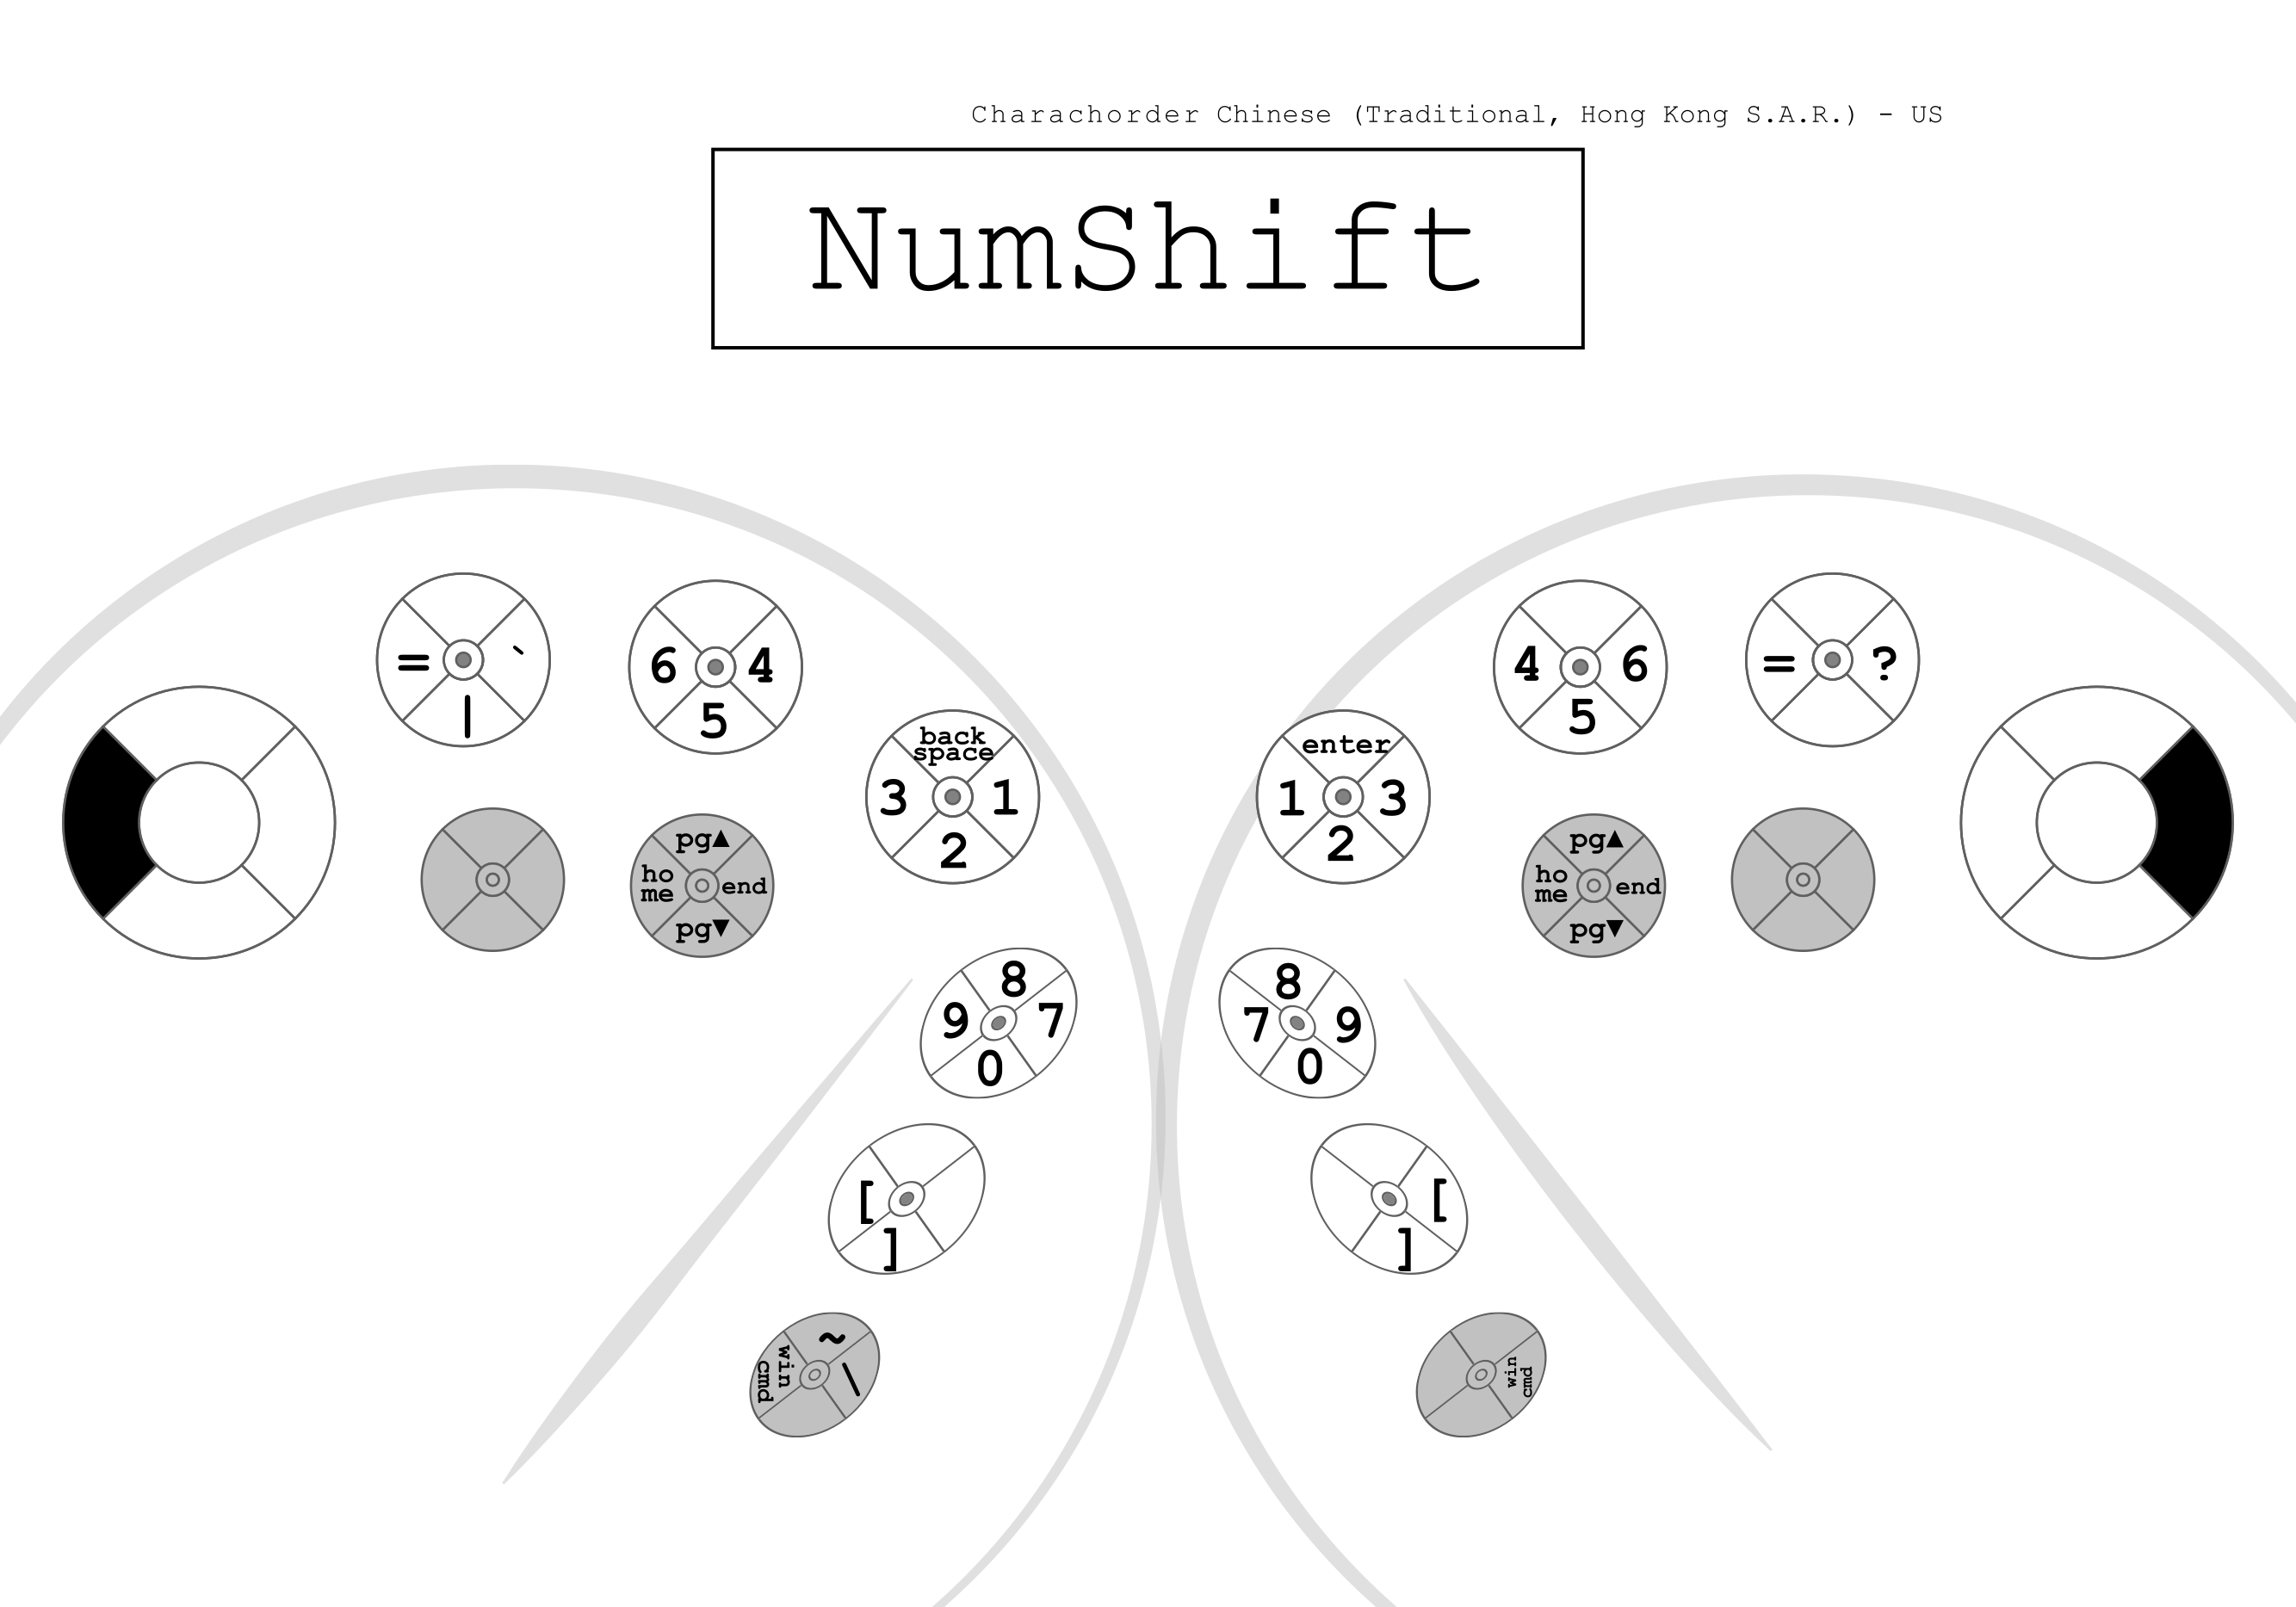 Charachorder Chinese (Traditional, Hong Kong S.A.R.) - US
NumShift
= `
|
6 4
5
back
space
3 1
2
pg▲
ho
me end
pg▼
8
9 7
0
[
]
~
win
cmd \
4 6
5
= ?
enter
1 3
2
pg▲
ho
me end
pg▼
8
7 9
0
[
]
win
cmd